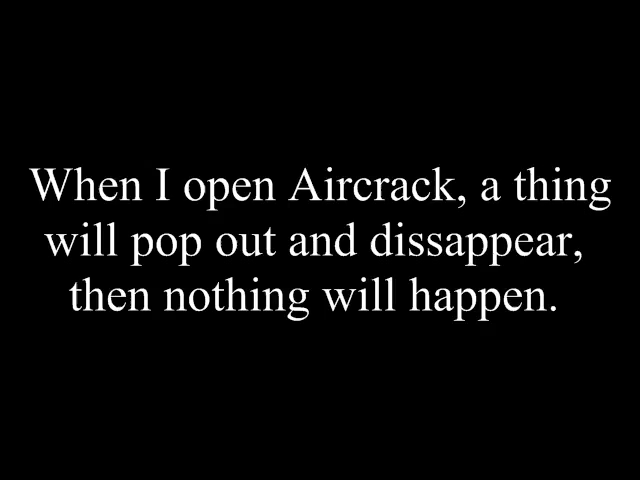 When I open Aircrack, a thing
will pop out and dissappear,
then nothing will happen.